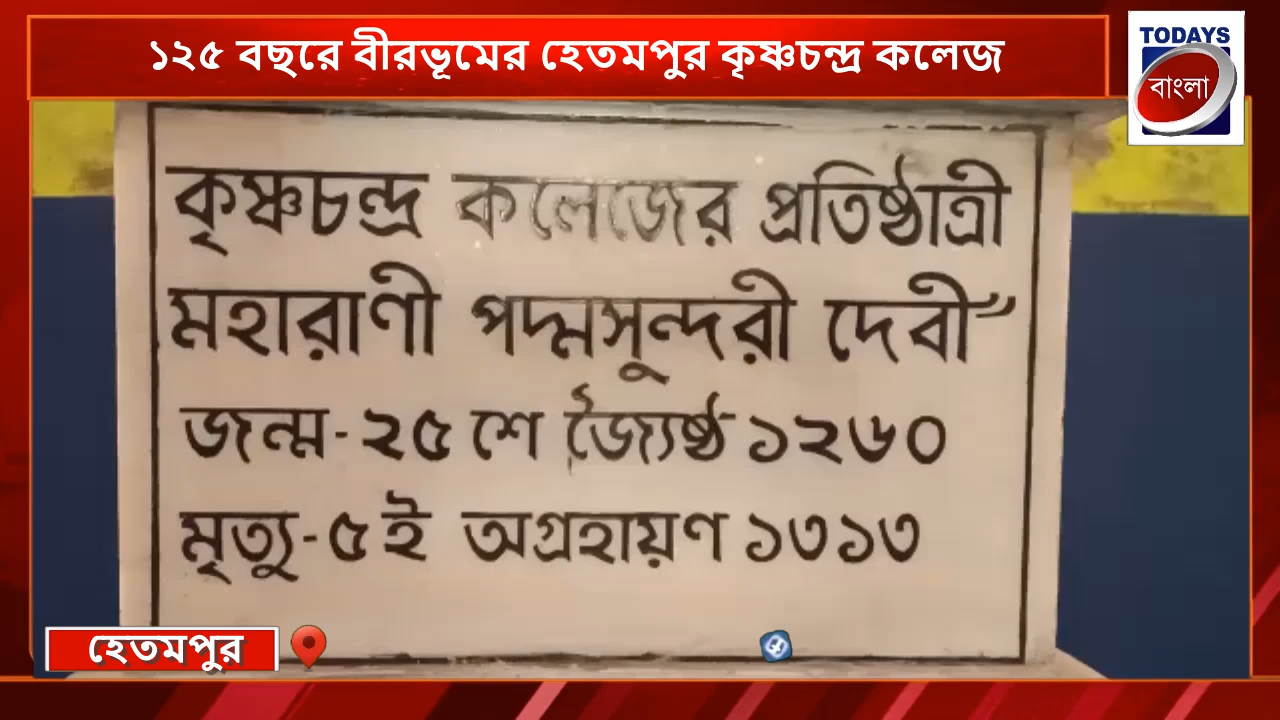 ১২৫ বছরে বীরভূমের হেতমপুর কৃষ্ণচন্দ্র কলেজ
TODAYS
বাংলা
কৃষ্ণচন্দ্র কলেজের প্রতিষ্ঠাত্রী
মহারাণী পদ্মসুন্দরী দেবী"
জন্ম-২৫ শে জ্যৈষ্ঠ ১২৬০
মৃত্যু-৫ই অগ্রহায়ণ ১৩১৩
হেতমপুর